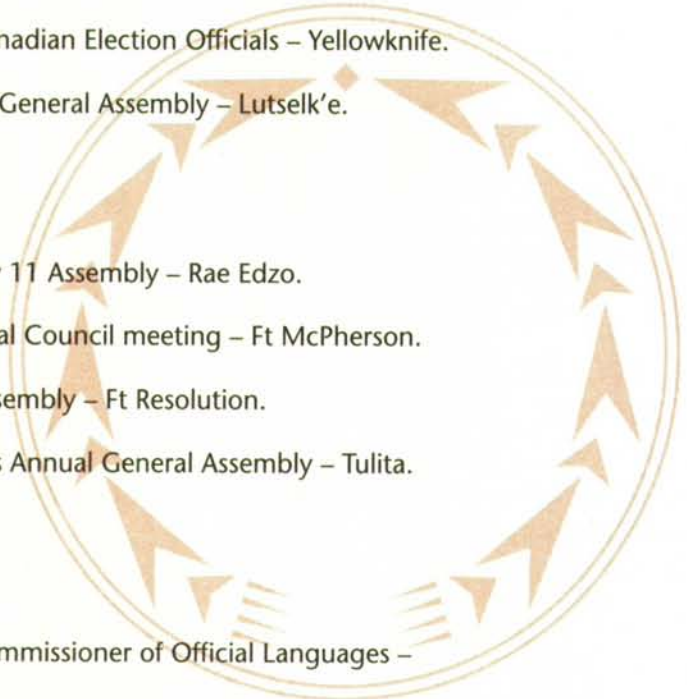 nadian Election Officials – Yellowknife.
General Assembly – Lutselk'e.
11 Assembly – Rae Edzo.
al Council meeting – Ft McPherson.
sembly – Ft Resolution.
s Annual General Assembly – Tulita.
mmissioner of Official Languages –